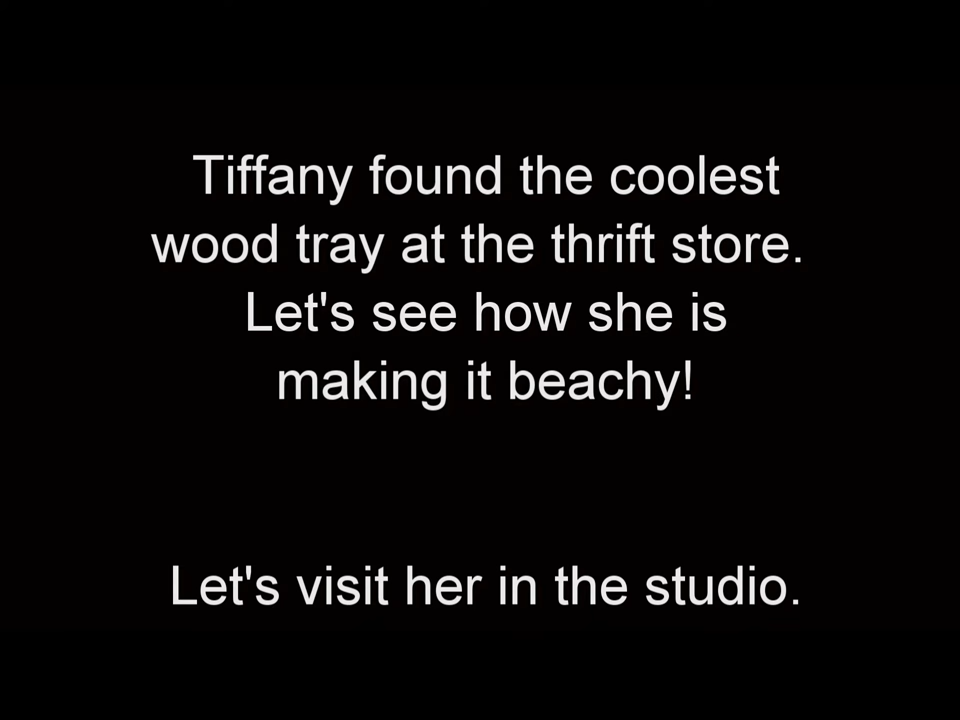 Tiffany found the coolest
wood tray at the thrift store.
Let's see how she is
making it beachy!
Let's visit her in the studio.